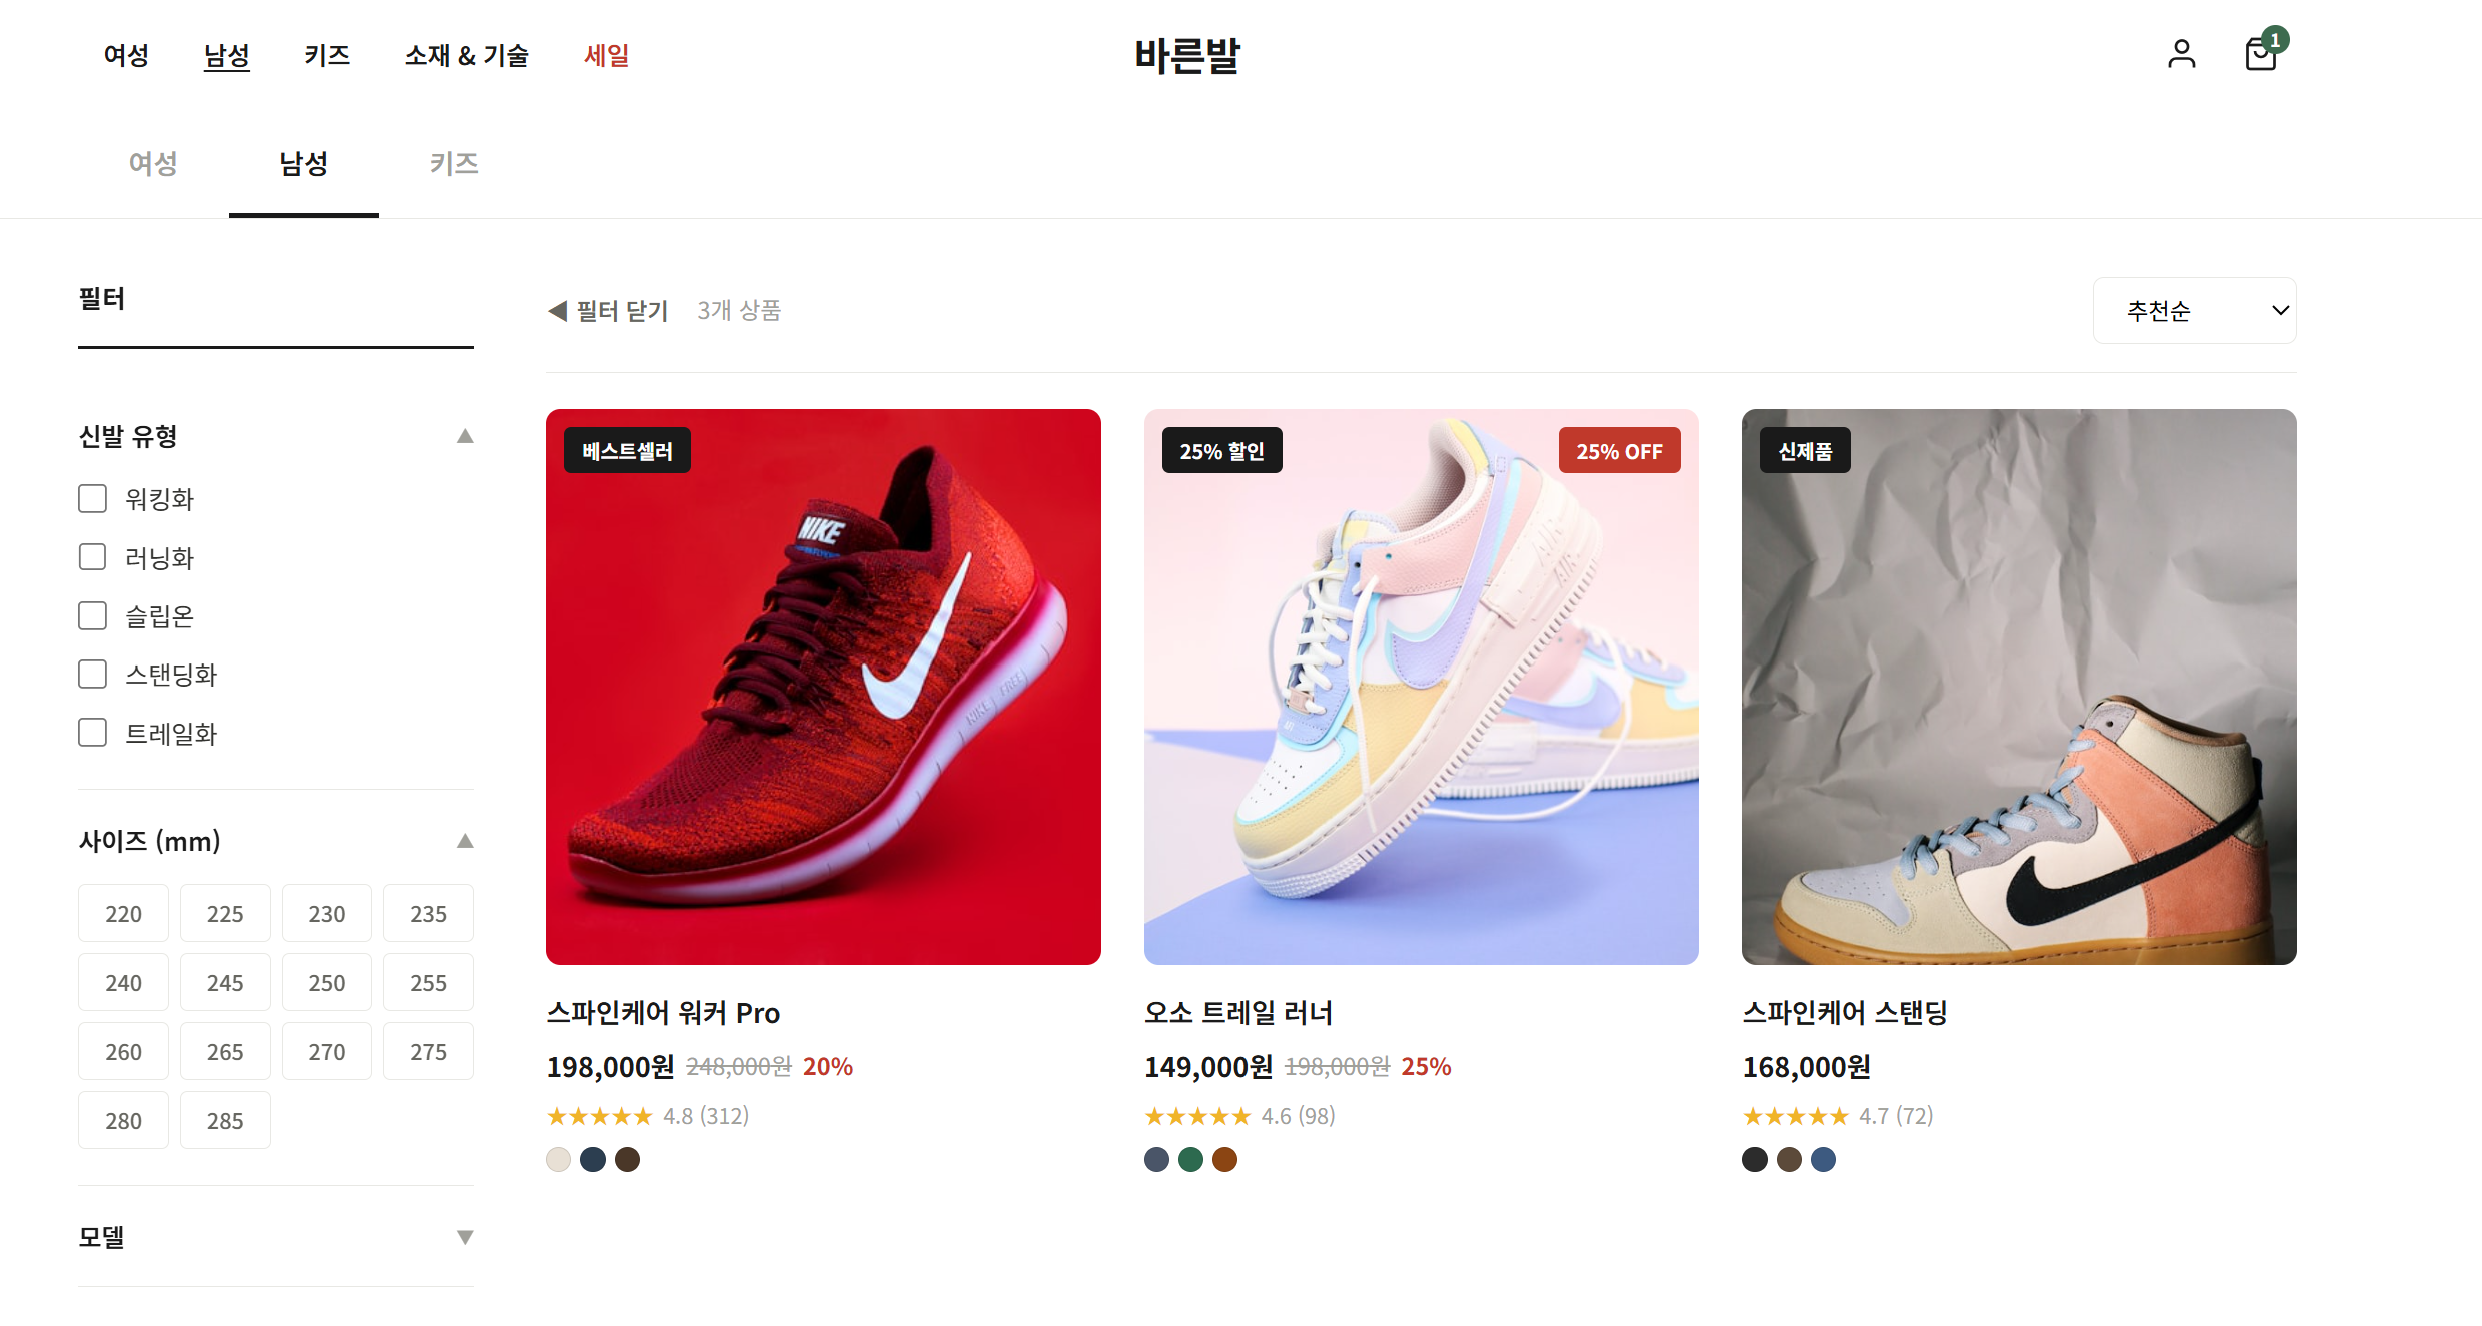 여성 남성 키즈 소재 & 기술 세일
바른발
1
여성 남성 키즈
필터
신발 유형 ▲
워킹화
러닝화
슬립온
스탠딩화
트레일화
사이즈 (mm) ▲
220 225 230 235
240 245 250 255
260 265 270 275
280 285
모델 ▼
◀ 필터 닫기 3개 상품
추천순
베스트셀러
NIKE
NIKE FREE
스파인케어 워커 Pro
198,000원 248,000원 20%
★★★★★ 4.8 (312)
25% 할인 25% OFF
AIR
AIR
오소 트레일 러너
149,000원 198,000원 25%
★★★★★ 4.6 (98)
신제품
스파인케어 스탠딩
168,000원
★★★★★ 4.7 (72)